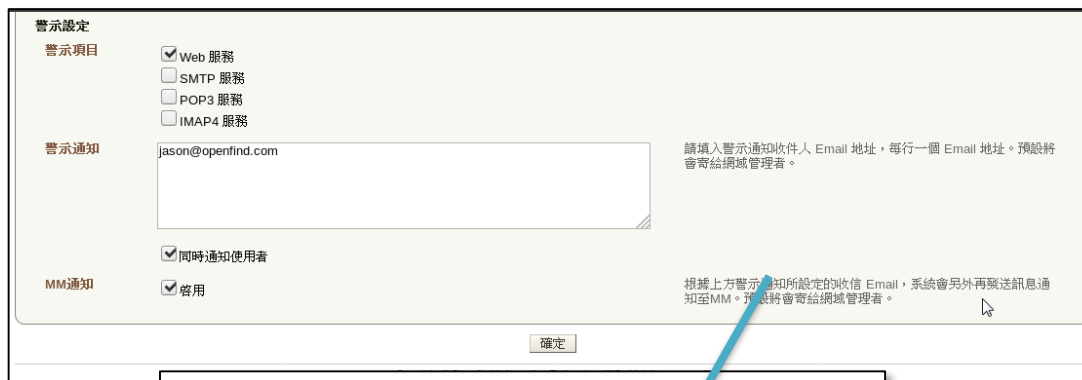 警示設定
警示項目
Web 服務
SMTP 服務
POP3 服務
IMAP4 服務
警示通知
jason@openfind.com
請填入警示通知收件人 Email 地址，每行一個 Email 地址。預設將
會寄給網域管理者。
同時通知使用者
MM通知
啓用
根據上方警示通知所設定的收信 Email，系統會另外再發送訊息通
知至MM。預設將會寄給網域管理者。
確定